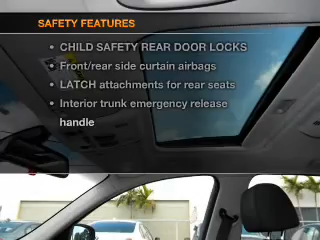 SAFETY FEATURES
• CHILD SAFETY REAR DOOR LOCKS
• Front/rear side curtain airbags
• LATCH attachments for rear seats
• Interior trunk emergency release
handle